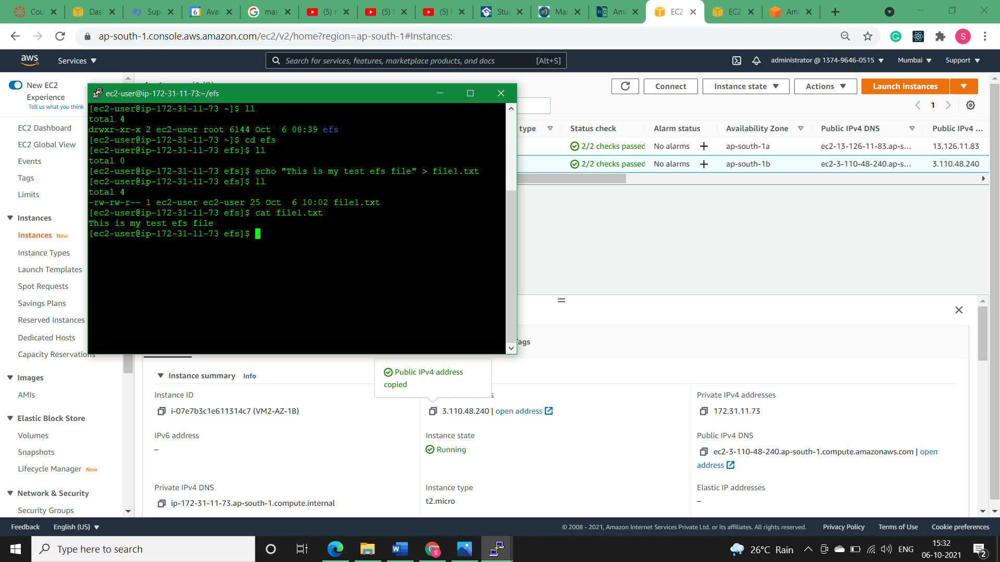 Cou
Das
Sup
6
Avar
mas
(5) n
(5) S
(5) H
Stud
Mas
RC
Ama
EC2
EC2
Ama
ap-south-1.console.aws.amazon.com/ec2/v2/home?region=ap-south-1#Instances:
S
aws
Services
Search for services, features, marketplace products, and docs [Alt+S]
administrator @ 1374-9646-0515
Mumbai
Support
New EC2
Experience
Tell us what you think
EC2 Dashboard
EC2 Global View
Events
Tags
Limits
Instances
Instances New
Instance Types
Launch Templates
Spot Requests
Savings Plans
Reserved Instances
Dedicated Hosts
Capacity Reservations
Images
AMIs
Elastic Block Store
Volumes
Snapshots
Lifecycle Manager New
Network & Security
Security Groups
ec2-user@ip-172-31-11-73:~/efs
[ec2-user@ip-172-31-11-73 ~]$ ll
total 4
drwxr-xr-x 2 ec2-user root 6144 Oct  6 08:39 efs
[ec2-user@ip-172-31-11-73 ~]$ cd efs
[ec2-user@ip-172-31-11-73 efs]$ ll
total 0
[ec2-user@ip-172-31-11-73 efs]$ echo "This is my test efs file" > file1.txt
[ec2-user@ip-172-31-11-73 efs]$ ll
total 4
-rw-rw-r-- 1 ec2-user ec2-user 25 Oct  6 10:02 file1.txt
[ec2-user@ip-172-31-11-73 efs]$ cat file1.txt
This is my test efs file
[ec2-user@ip-172-31-11-73 efs]$
Connect
Instance state
Actions
Launch instances
1
type
Status check
Alarm status
Availability Zone
Public IPv4 DNS
Public IPv4 ...
2/2 checks passed No alarms + ap-south-1a ec2-13-126-11-83.ap-s... 13.126.11.83
2/2 checks passed No alarms + ap-south-1b ec2-3-110-48-240.ap-s... 3.110.48.240
Tags
Public IPv4 address
copied
Instance summary Info
Instance ID
i-07e7b3c1e611314c7 (VM2-AZ-1B)
3.110.48.240 | open address
Private IPv4 addresses
172.31.11.73
IPv6 address
–
Instance state
Running
Public IPv4 DNS
ec2-3-110-48-240.ap-south-1.compute.amazonaws.com | open
address
Private IPv4 DNS
ip-172-31-11-73.ap-south-1.compute.internal
Instance type
t2.micro
Elastic IP addresses
–
Feedback
English (US)
© 2008 - 2021, Amazon Internet Services Private Ltd. or its affiliates. All rights reserved.
Privacy Policy
Terms of Use
Cookie preferences
Type here to search
26°C Rain
ENG
15:32
06-10-2021
2